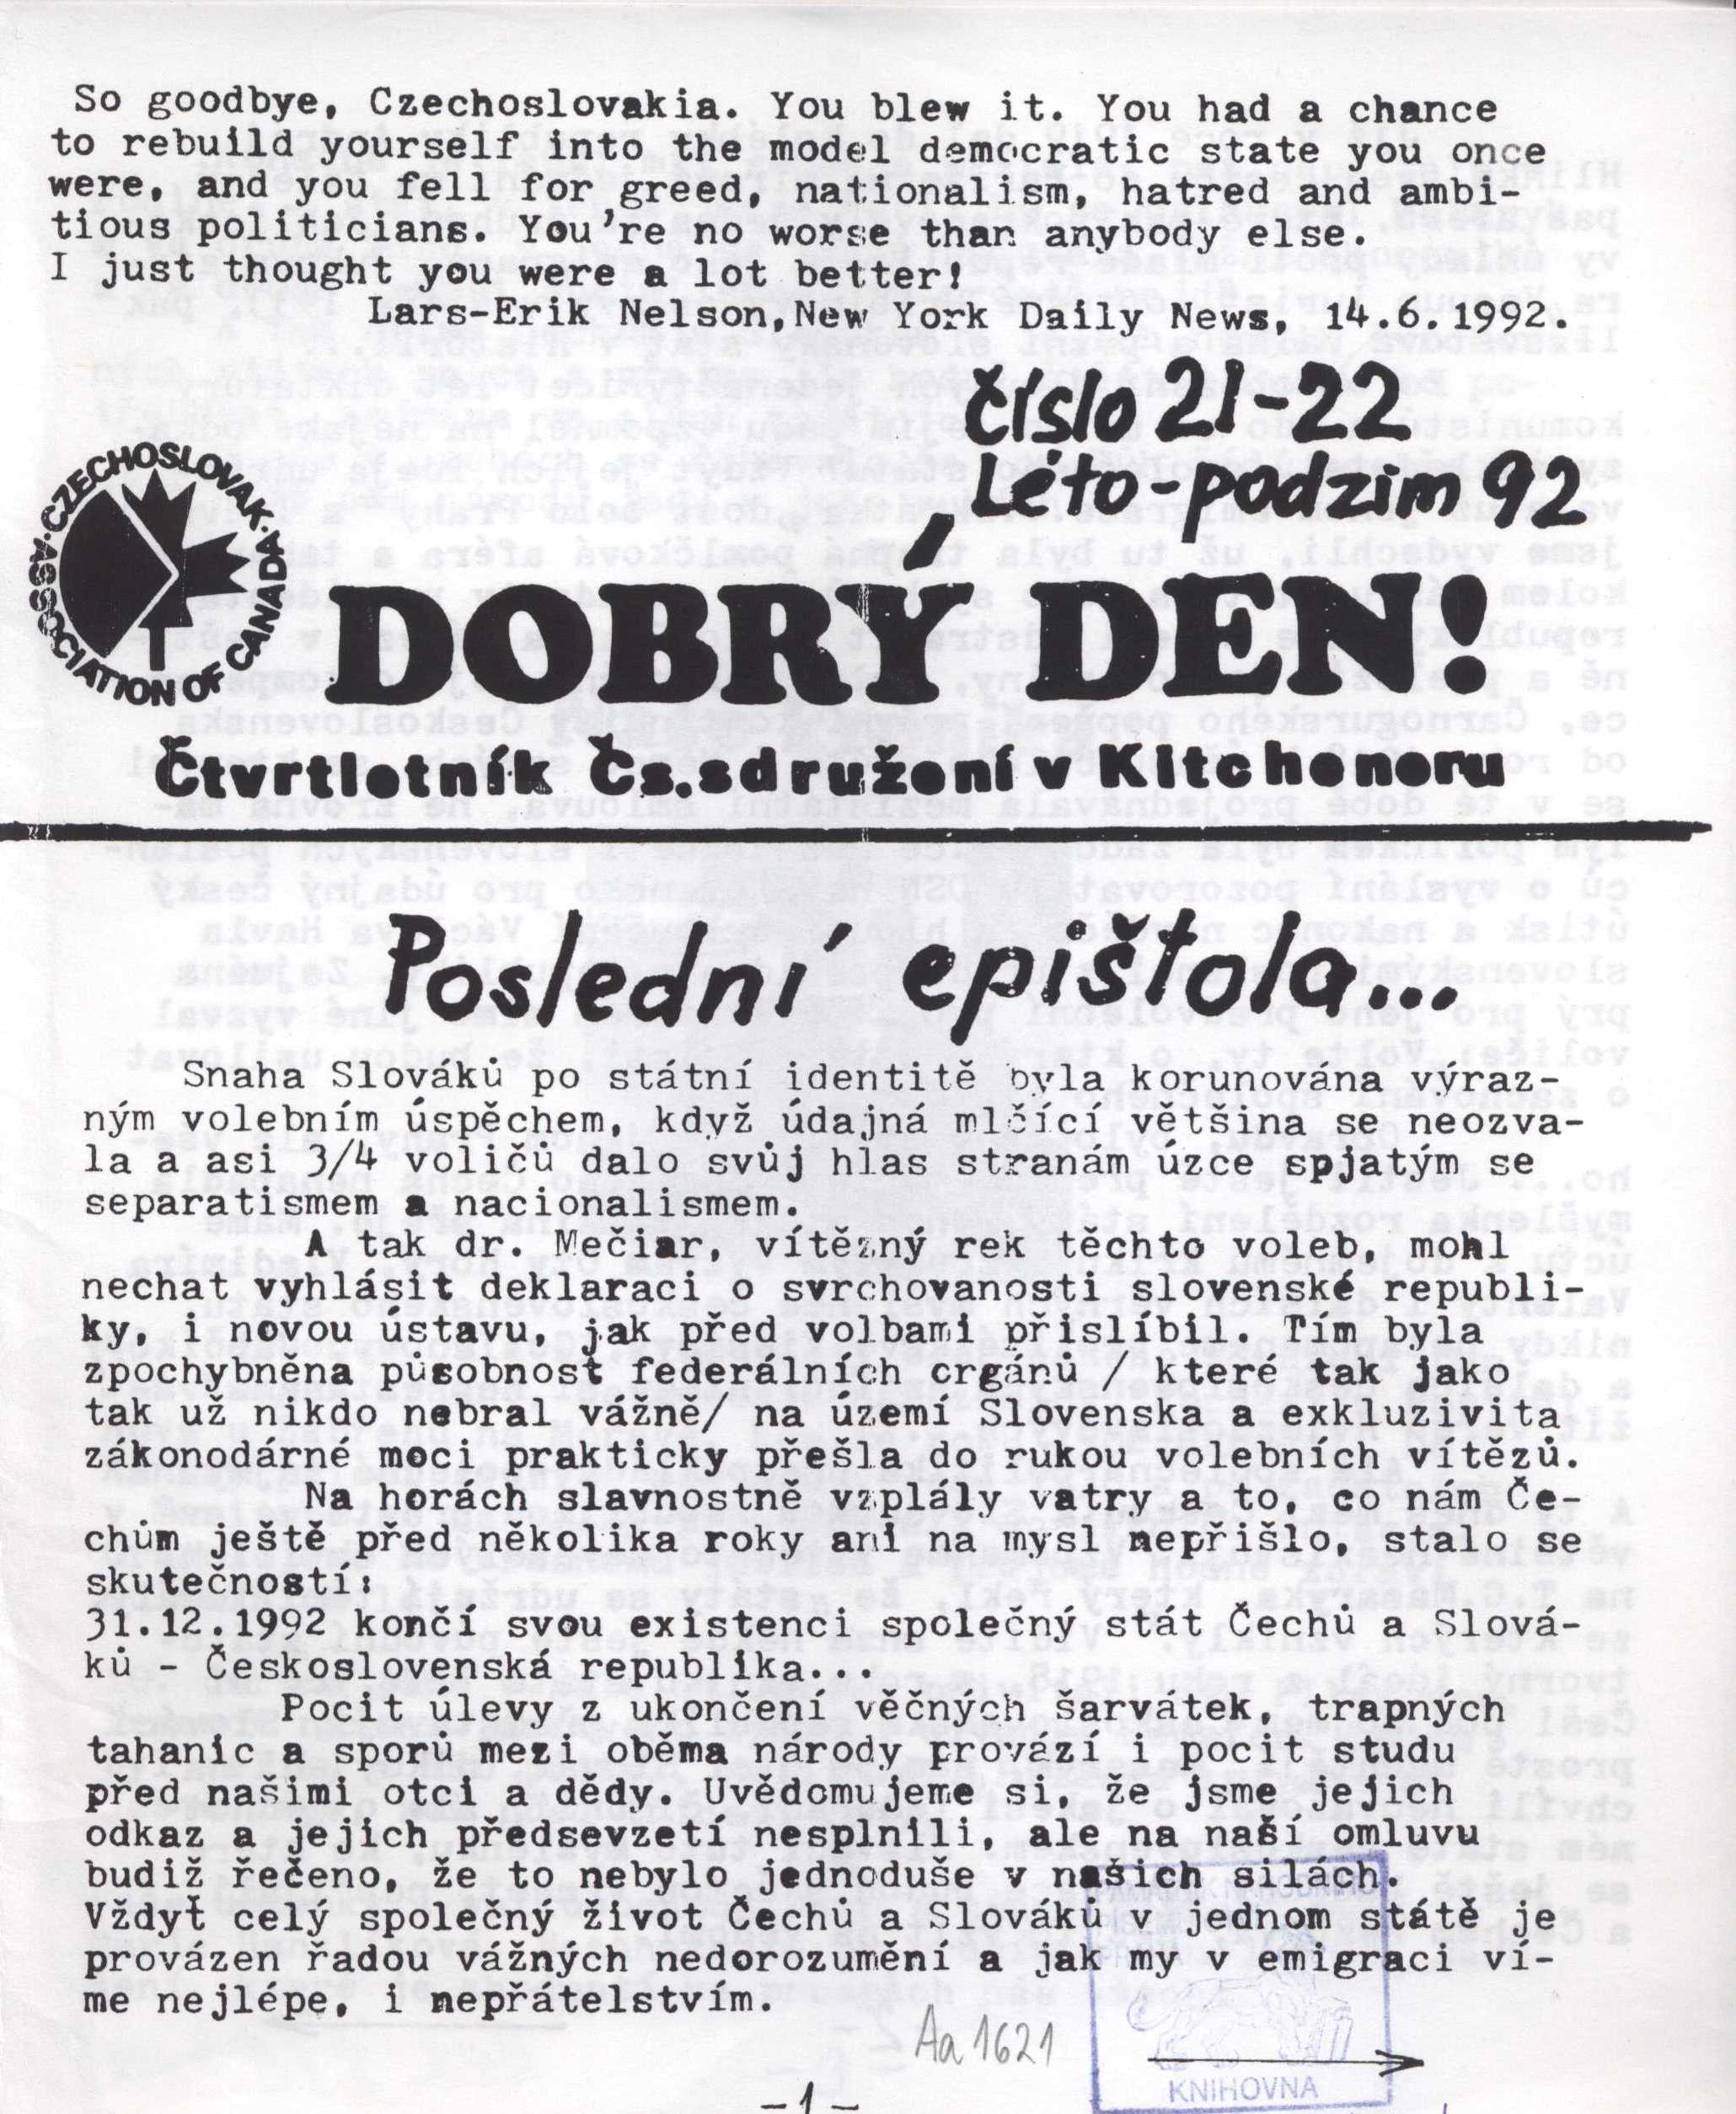 So goodbye, Czechoslovakia. You blew it. You had a chance
to rebuild yourself into the model democratic state you once
were, and you fell for greed, nationalism, hatred and ambi-
tious politicians. You're no worse than anybody else.
I just thought you were a lot better!
Lars-Erik Nelson,New York Daily News, 14.6.1992.
číslo 21-22
Léto-podzim 92
CZECHOSLOVAK·ASSOCIATION OF CANADA·
DOBRÝ DEN!
Čtvrtletník Čs.sdružení v Kitcheneru
Poslední epištola...
Snaha Slováků po státní identitě byla korunována výraz-
ným volebním úspěchem, když údajná mlčící většina se neozva-
la a asi 3/4 voličů dalo svůj hlas stranám úzce spjatým se
separatismem a nacionalismem.
A tak dr. Mečiar, vítězný rek těchto voleb, mohl
nechat vyhlásit deklaraci o svrchovanosti slovenské republi-
ky, i novou ústavu, jak před volbami přislíbil. Tím byla
zpochybněna působnost federálních orgánů / které tak jako
tak už nikdo nebral vážně/ na území Slovenska a exkluzivita
zákonodárné moci prakticky přešla do rukou volebních vítězů.
Na horách slavnostně vzplály vatry a to, co nám Če-
chům ještě před několika roky ani na mysl nepřišlo, stalo se
skutečností:
31.12.1992 končí svou existenci společný stát Čechů a Slová-
ků - Československá republika...
Pocit úlevy z ukončení věčných šarvátek, trapných
tahanic a sporů mezi oběma národy provází i pocit studu
před našimi otci a dědy. Uvědomujeme si, že jsme jejich
odkaz a jejich předsevzetí nesplnili, ale na naší omluvu
budiž řečeno, že to nebylo jednoduše v našich silách.
Vždyť celý společný život Čechů a Slováků v jednom státě je
provázen řadou vážných nedorozumění a jak my v emigraci ví-
me nejlépe, i nepřátelstvím.
Aa 1621
KNIHOVNA
-1-